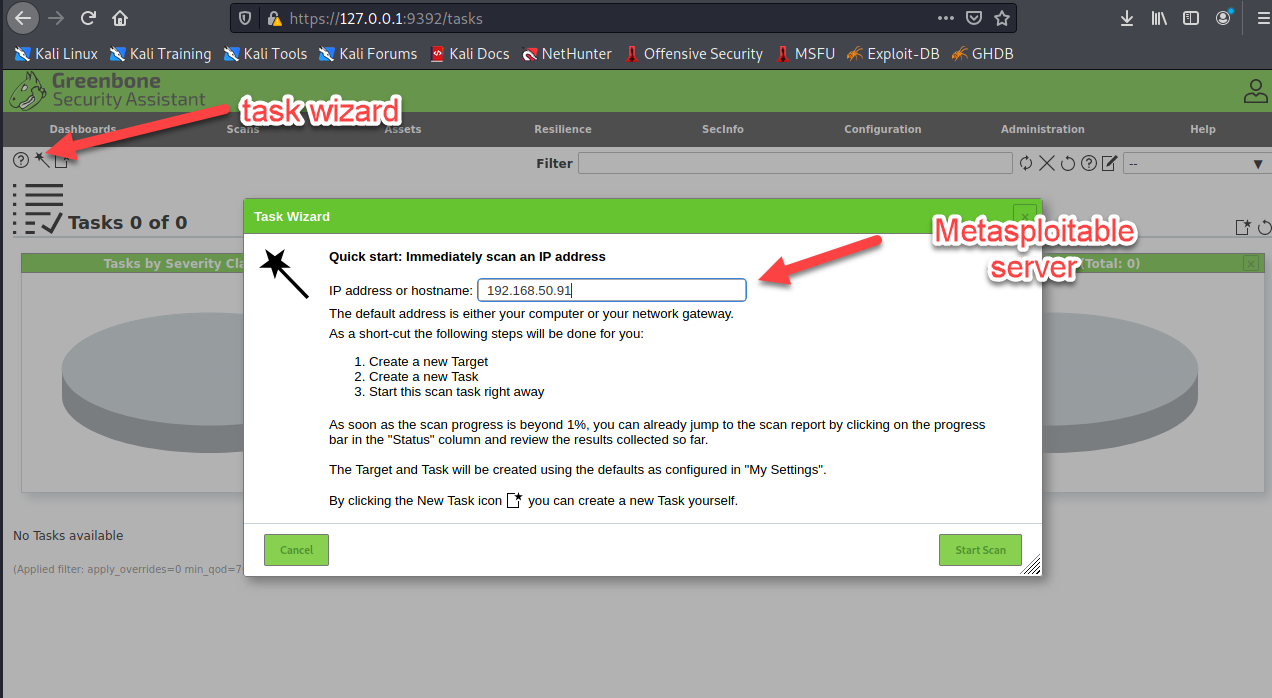 https://127.0.0.1:9392/tasks
Kali Linux Kali Training Kali Tools Kali Forums Kali Docs NetHunter Offensive Security MSFU Exploit-DB GHDB
Greenbone
Security Assistant
task wizard
Dashboards Scans Assets Resilience SecInfo Configuration Administration Help
Filter --
Tasks 0 of 0
Task Wizard
Metasploitable
server
Tasks by Severity Cla
(Total: 0)
Quick start: Immediately scan an IP address
IP address or hostname: 192.168.50.91
The default address is either your computer or your network gateway.
As a short-cut the following steps will be done for you:
1. Create a new Target
2. Create a new Task
3. Start this scan task right away
As soon as the scan progress is beyond 1%, you can already jump to the scan report by clicking on the progress
bar in the "Status" column and review the results collected so far.
The Target and Task will be created using the defaults as configured in "My Settings".
By clicking the New Task icon you can create a new Task yourself.
No Tasks available
Cancel Start Scan
(Applied filter: apply_overrides=0 min_qod=7